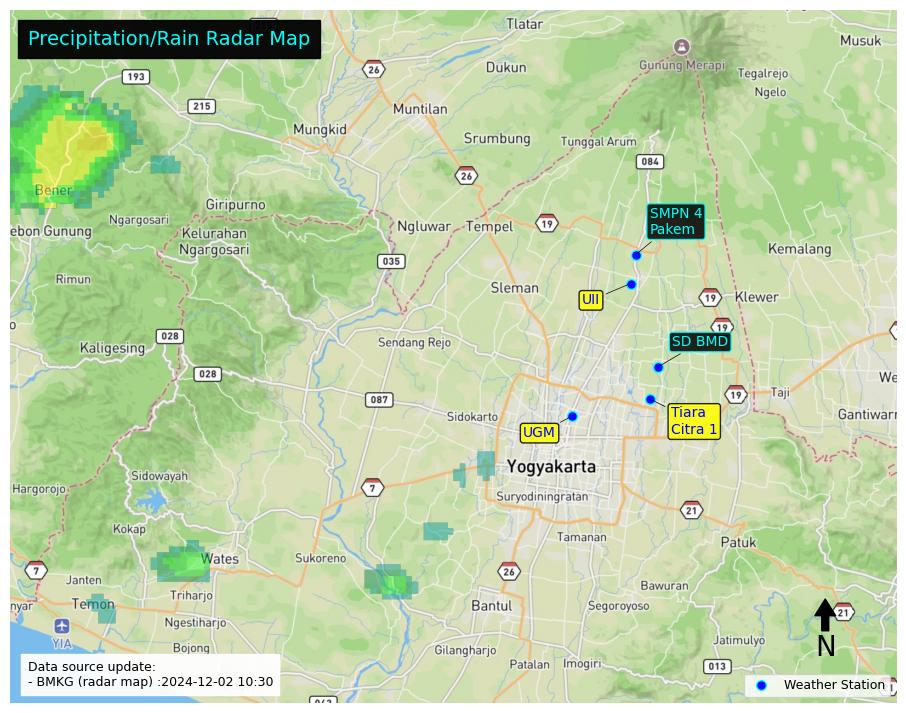 Precipitation/Rain Radar Map
Tlatar
Musuk
26
Dukun
Gunung Merapi
193
Tegalrejo
Ngelo
215
Muntilan
Mungkid
Srumbung
Tunggal Arum
084
26
Bener
Giripurno
SMPN 4
Pakem
Ngargosari
Ngluwar
Tempel
19
ebon Gunung
Kelurahan
Ngargosari
Kemalang
035
Rimun
Sleman
UII
19
Klewer
19
028
Kaligesing
Sendang Rejo
SD BMD
028
We
087
19
Taji
Sidokarto
Tiara
Citra 1
Gantiwarn
UGM
Yogyakarta
Sidowayah
Hargorojo
7
Suryodiningratan
21
Kokap
Tamanan
Patuk
Wates
Sukoreno
7
26
Janten
Bawuran
nyar
Temon
Triharjo
Bantul
Segoroyoso
21
YIA
Ngestiharjo
N
Bojong
Gilangharjo
Jatimulyo
Patalan
Imogiri
013
Data source update:
- BMKG (radar map) :2024-12-02 10:30
Weather Station